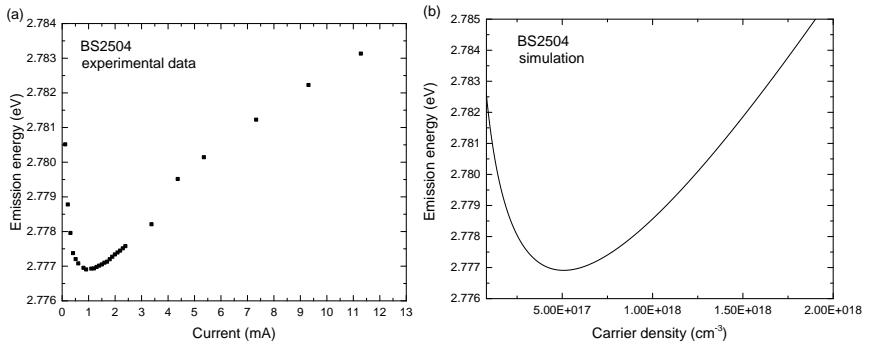 (a)
BS2504
experimental data
Emission energy (eV)
2.784
2.783
2.782
2.781
2.780
2.779
2.778
2.777
2.776
0 1 2 3 4 5 6 7 8 9 10 11 12 13
Current (mA)
(b)
BS2504
simulation
Emission energy (eV)
2.785
2.784
2.783
2.782
2.781
2.780
2.779
2.778
2.777
2.776
5.00E+017 1.00E+018 1.50E+018 2.00E+018
Carrier density (cm-3)